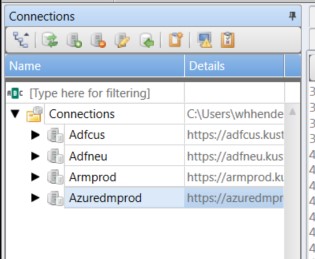 Connections
Name Details
[Type here for filtering]
Connections C:\Users\whhende
Adfcus https://adfcus.kust
Adfneu https://adfneu.kus
Armprod https://armprod.ku
Azuredmprod https://azuredmpr